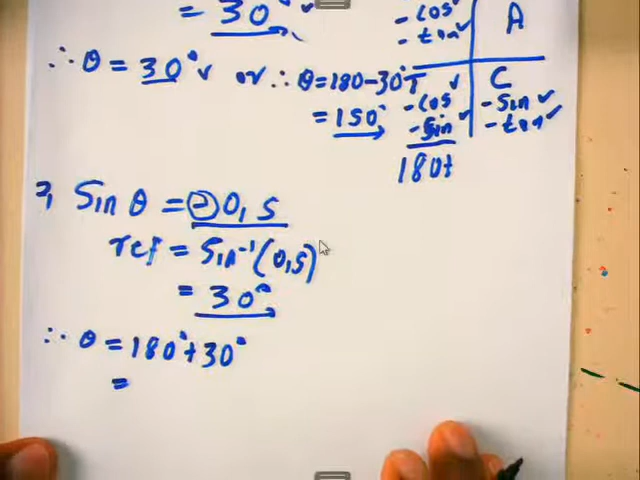 = 30°
- cos ✓
- tan ✓
A
∴ θ = 30° ✓ or ∴ θ = 180 - 30°
= 150°
T
- cos ✓
- sin ✓
180+
C
- sin ✓
- tan ✓
2, Sin θ = -0,5
ref = Sin⁻¹(0,5)
= 30°
∴ θ = 180° + 30°
=